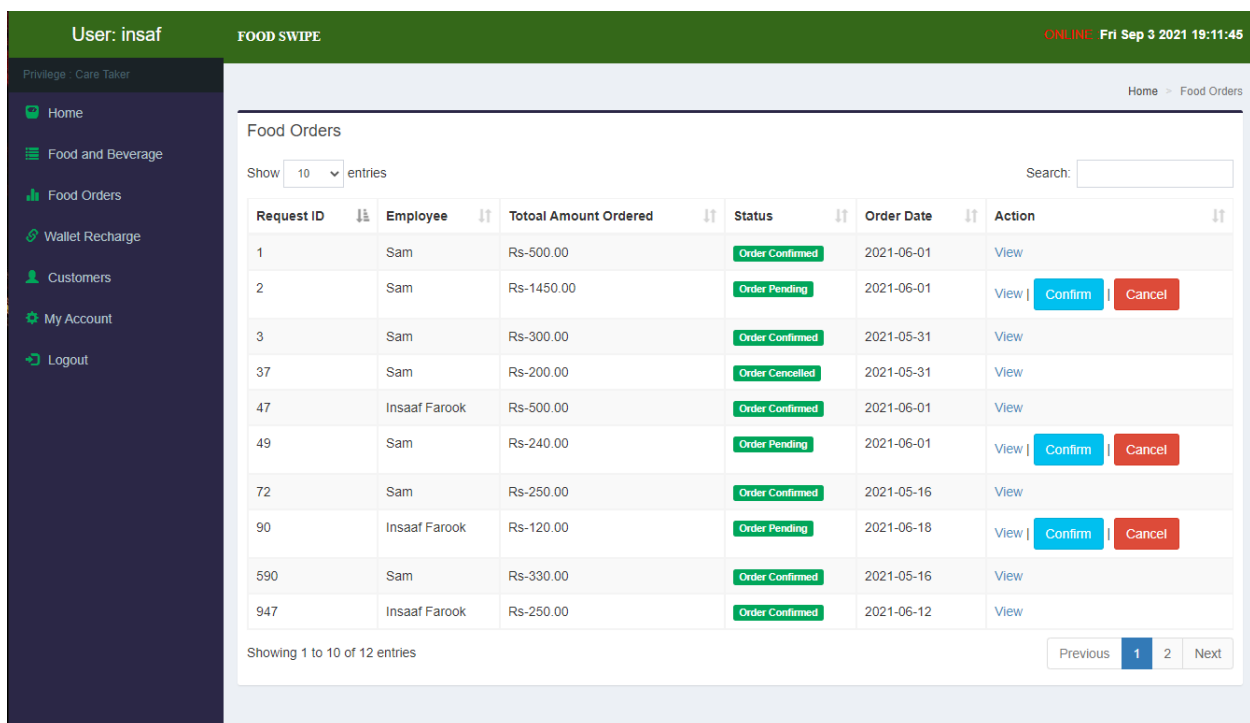 User: insaf
FOOD SWIPE
ONLINE Fri Sep 3 2021 19:11:45
Privilege : Care Taker
Home
Food and Beverage
Food Orders
Wallet Recharge
Customers
My Account
Logout
Home > Food Orders
Food Orders
Show 10 entries
Search:
Request ID Employee Totoal Amount Ordered Status Order Date Action
1 Sam Rs-500.00 Order Confirmed 2021-06-01 View
2 Sam Rs-1450.00 Order Pending 2021-06-01 View | Confirm | Cancel
3 Sam Rs-300.00 Order Confirmed 2021-05-31 View
37 Sam Rs-200.00 Order Cencelled 2021-05-31 View
47 Insaaf Farook Rs-500.00 Order Confirmed 2021-06-01 View
49 Sam Rs-240.00 Order Pending 2021-06-01 View | Confirm | Cancel
72 Sam Rs-250.00 Order Confirmed 2021-05-16 View
90 Insaaf Farook Rs-120.00 Order Pending 2021-06-18 View | Confirm | Cancel
590 Sam Rs-330.00 Order Confirmed 2021-05-16 View
947 Insaaf Farook Rs-250.00 Order Confirmed 2021-06-12 View
Showing 1 to 10 of 12 entries
Previous 1 2 Next